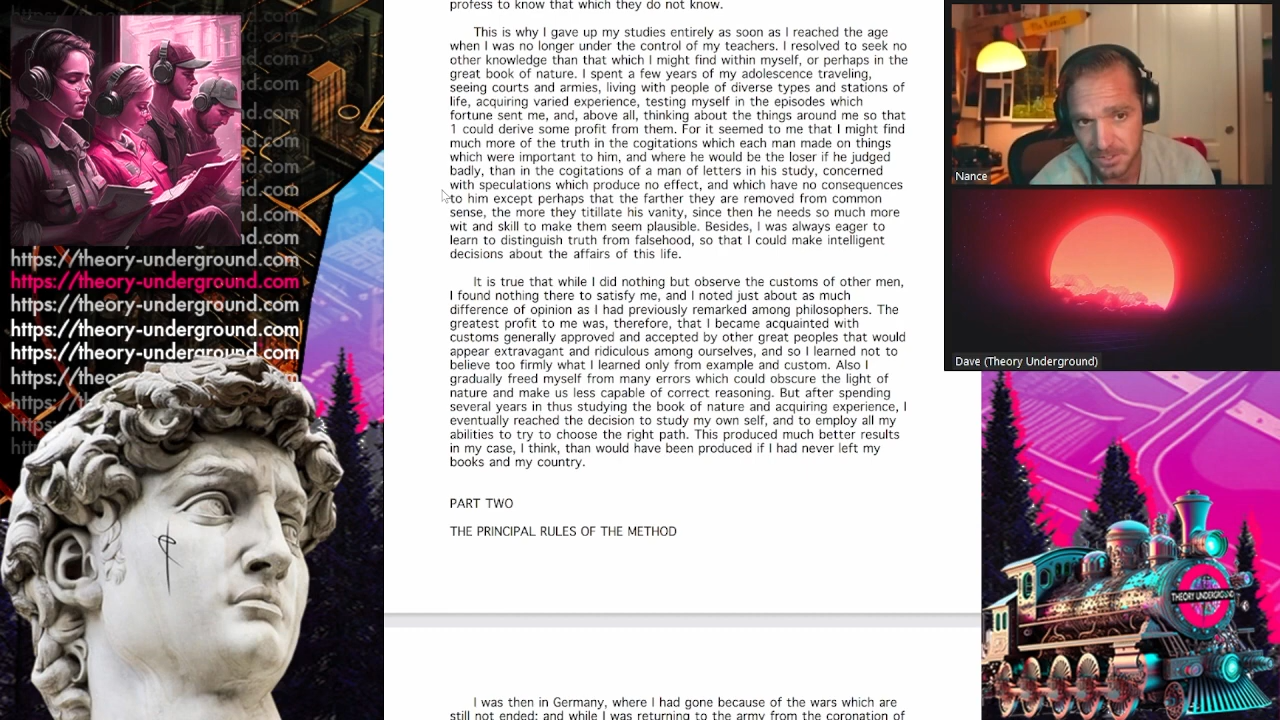 profess to know that which they do not know.
This is why I gave up my studies entirely as soon as I reached the age
when I was no longer under the control of my teachers. I resolved to seek no
other knowledge than that which I might find within myself, or perhaps in the
great book of nature. I spent a few years of my adolescence traveling,
seeing courts and armies, living with people of diverse types and stations of
life, acquiring varied experience, testing myself in the episodes which
fortune sent me, and, above all, thinking about the things around me so that
1 could derive some profit from them. For it seemed to me that I might find
much more of the truth in the cogitations which each man made on things
which were important to him, and where he would be the loser if he judged
badly, than in the cogitations of a man of letters in his study, concerned
with speculations which produce no effect, and which have no consequences
to him except perhaps that the farther they are removed from common
sense, the more they titillate his vanity, since then he needs so much more
wit and skill to make them seem plausible. Besides, I was always eager to
learn to distinguish truth from falsehood, so that I could make intelligent
decisions about the affairs of this life.
It is true that while I did nothing but observe the customs of other men,
I found nothing there to satisfy me, and I noted just about as much
difference of opinion as I had previously remarked among philosophers. The
greatest profit to me was, therefore, that I became acquainted with
customs generally approved and accepted by other great peoples that would
appear extravagant and ridiculous among ourselves, and so I learned not to
believe too firmly what I learned only from example and custom. Also I
gradually freed myself from many errors which could obscure the light of
nature and make us less capable of correct reasoning. But after spending
several years in thus studying the book of nature and acquiring experience, I
eventually reached the decision to study my own self, and to employ all my
abilities to try to choose the right path. This produced much better results
in my case, I think, than would have been produced if I had never left my
books and my country.
PART TWO
THE PRINCIPAL RULES OF THE METHOD
I was then in Germany, where I had gone because of the wars which are
still not ended; and while I was returning to the army from the coronation of
https://theory-underground.com
https://theory-underground.com
https://theory-underground.com
https://theory-underground.com
https://theory-underground.com
Nance
Dave (Theory Underground)
THEORY UNDERGROUND